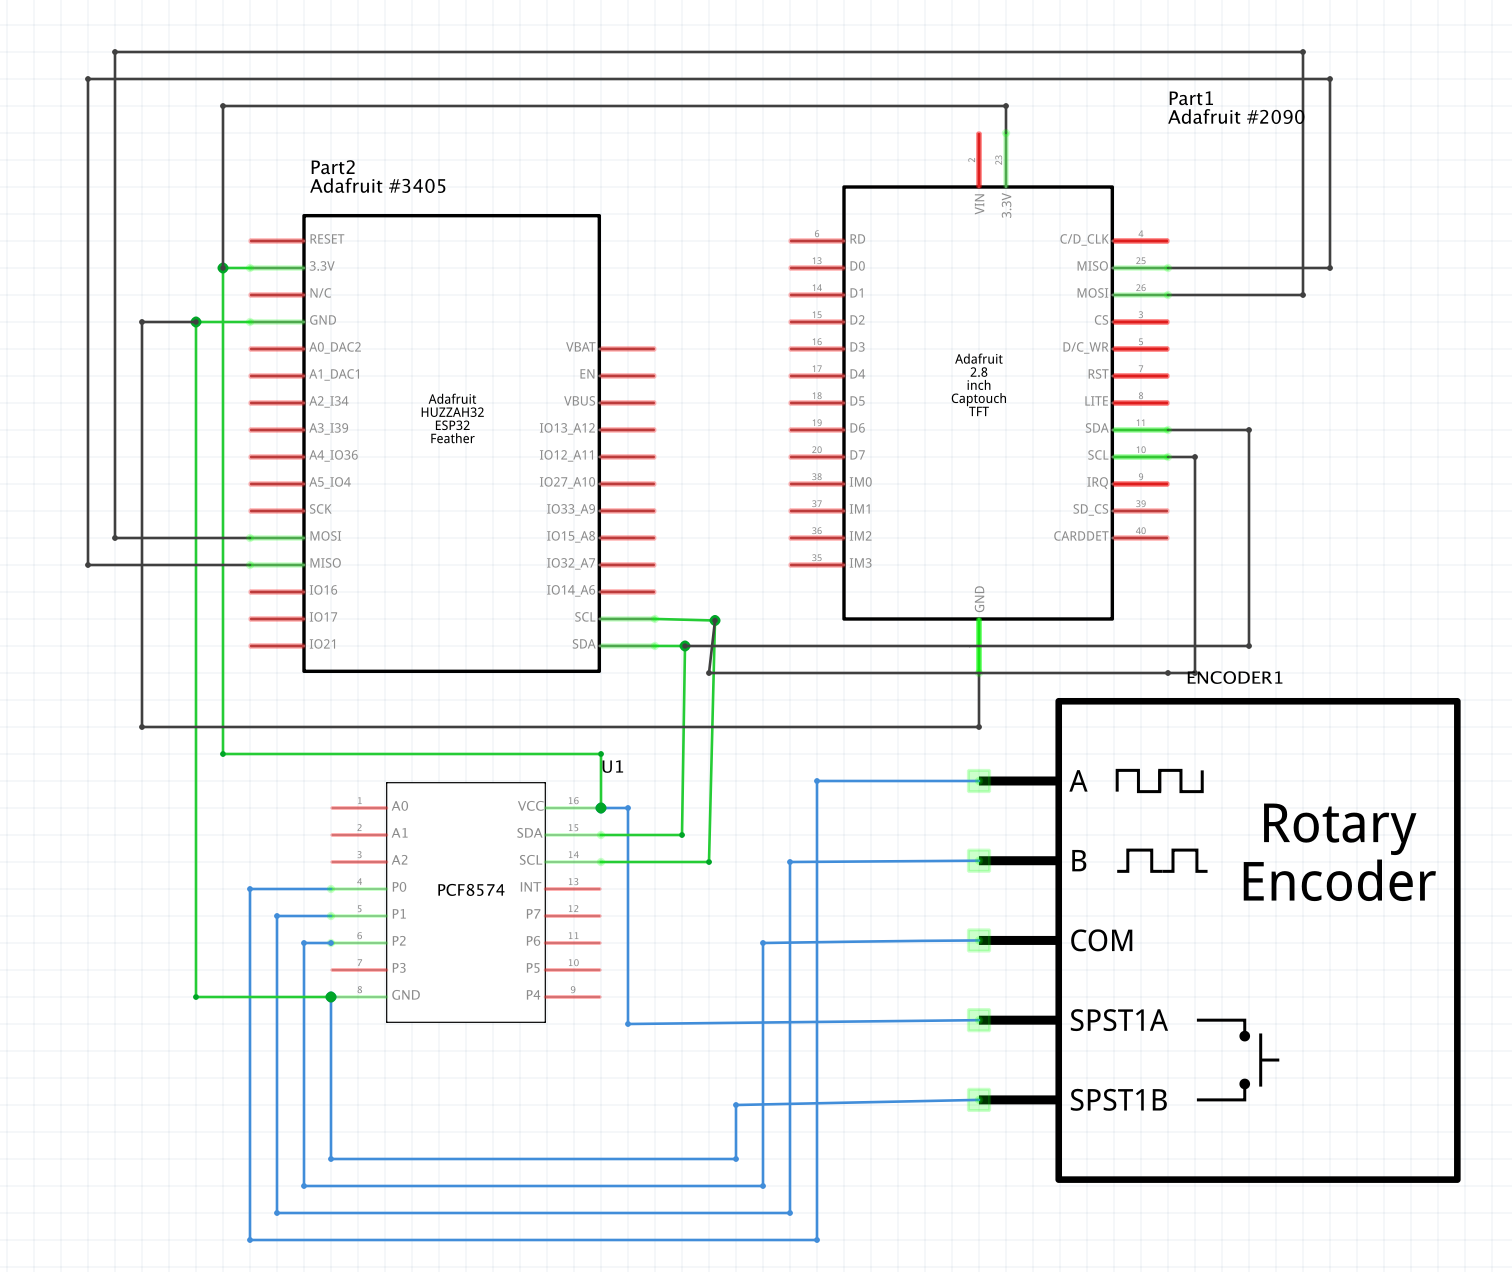 Part1
Adafruit #2090
Part2
Adafruit #3405
2
23
VIN
3.3V
RESET
3.3V
N/C
GND
A0_DAC2
A1_DAC1
A2_I34
A3_I39
A4_IO36
A5_IO4
SCK
MOSI
MISO
IO16
IO17
IO21
Adafruit
HUZZAH32
ESP32
Feather
VBAT
EN
VBUS
IO13_A12
IO12_A11
IO27_A10
IO33_A9
IO15_A8
IO32_A7
IO14_A6
SCL
SDA
6 RD
13 D0
14 D1
15 D2
16 D3
17 D4
18 D5
19 D6
20 D7
38 IM0
37 IM1
36 IM2
35 IM3
Adafruit
2.8
inch
Captouch
TFT
C/D_CLK 4
MISO 25
MOSI 26
CS 3
D/C_WR 5
RST 7
LITE 8
SDA 11
SCL 10
IRQ 9
SD_CS 39
CARDDET 40
GND
ENCODER1
U1
1 A0
2 A1
3 A2
4 P0
5 P1
6 P2
7 P3
8 GND
PCF8574
VCC 16
SDA 15
SCL 14
INT 13
P7 12
P6 11
P5 10
P4 9
A
B
COM
SPST1A
SPST1B
Rotary
Encoder